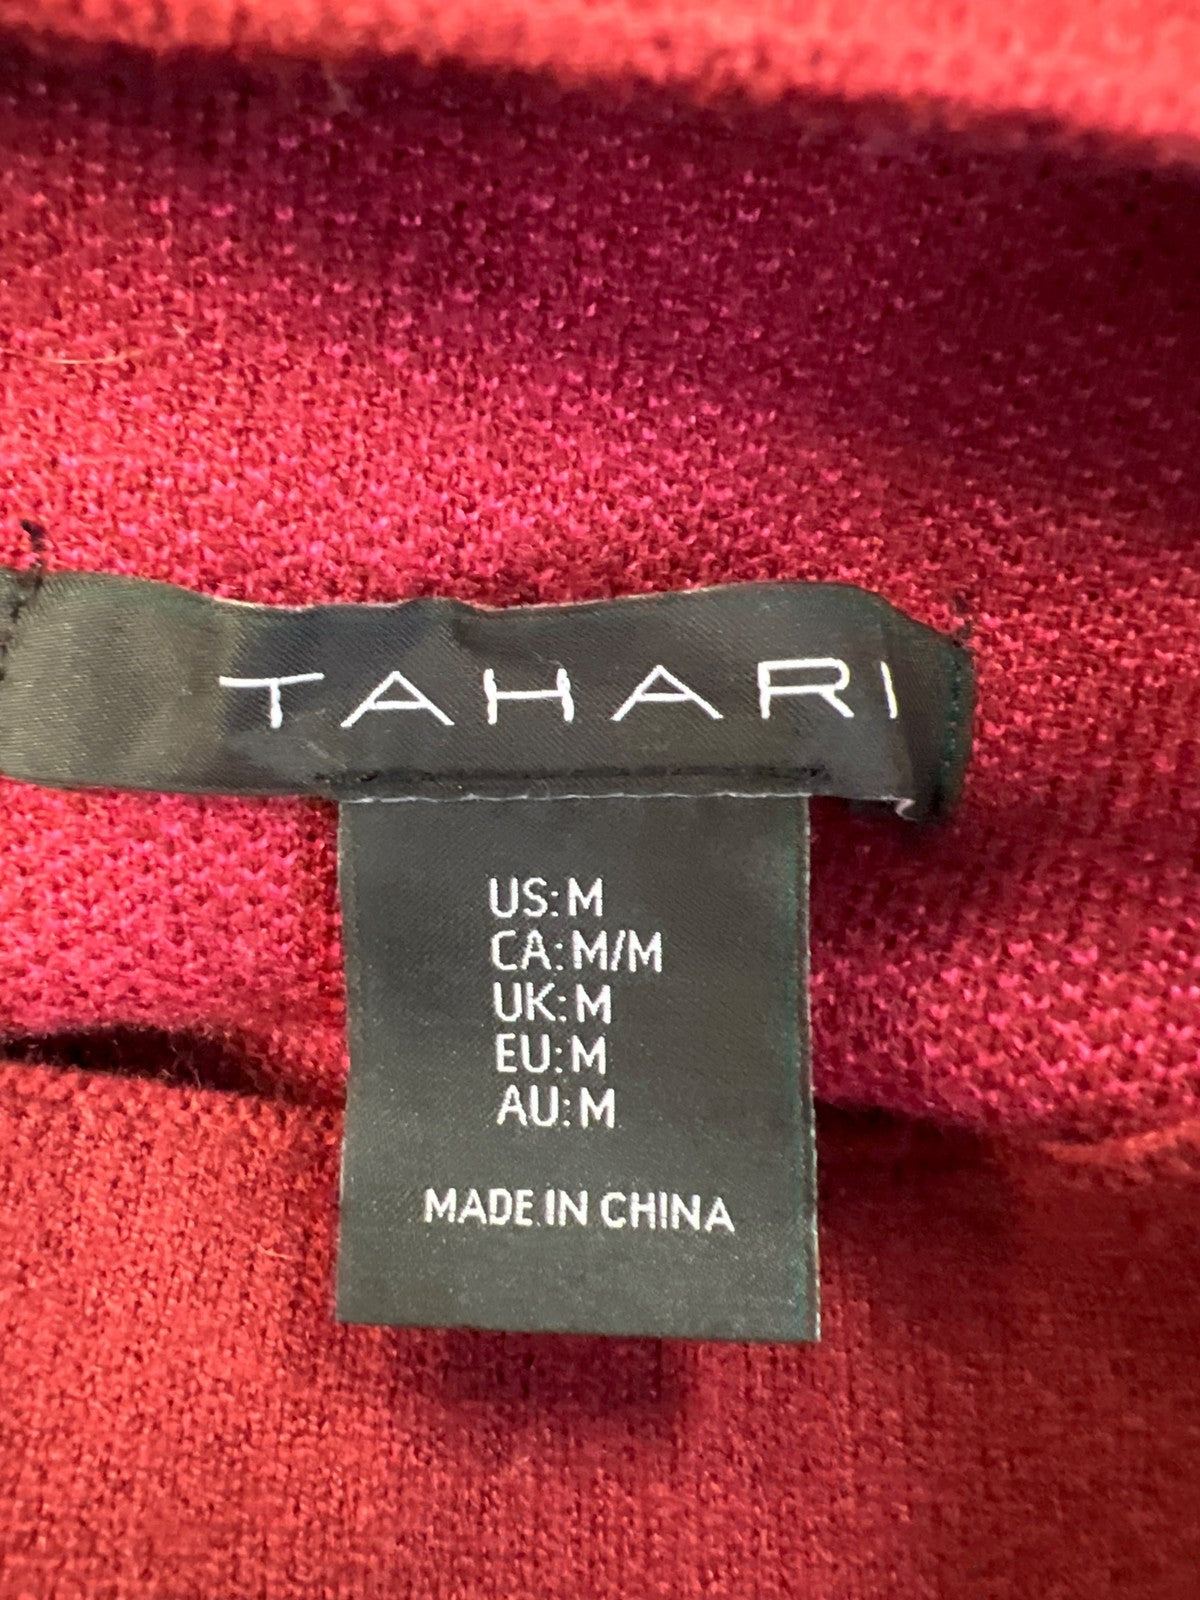 TAHARI
US: M
CA: M/M
UK: M
EU: M
AU: M
MADE IN CHINA